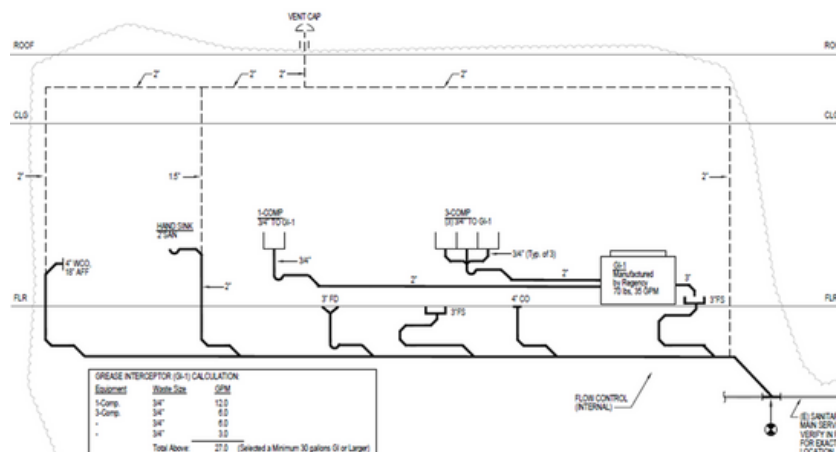 VENT CAP
ROOF
2"
2"
2"
2"
CLG
2"
1.5"
2"
HAND SINK
2" SAN
1-COMP
3/4" TO GI-1
3-COMP
(3) 3/4" TO GI-1
4" WCO,
18" AFF
3/4"
3/4" (Typ. of 3)
GI-1
Manufactured
by Regency
70 lbs, 35 GPM
2"
2"
2"
3"
FLR
3" FD
3"FS
4" CO
3"FS
FLR
GREASE INTERCEPTOR (GI-1) CALCULATION:
Equipment Waste Size GPM
1-Comp. 3/4" 12.0
3-Comp. 3/4" 6.0
- 3/4" 6.0
- 3/4" 3.0
Total Above: 27.0 (Selected a Minimum 30 gallons GI or Larger)
FLOW CONTROL
(INTERNAL)
(E) SANITAR
MAIN SERV
VERIFY IN F
FOR EXACT
LOCATION